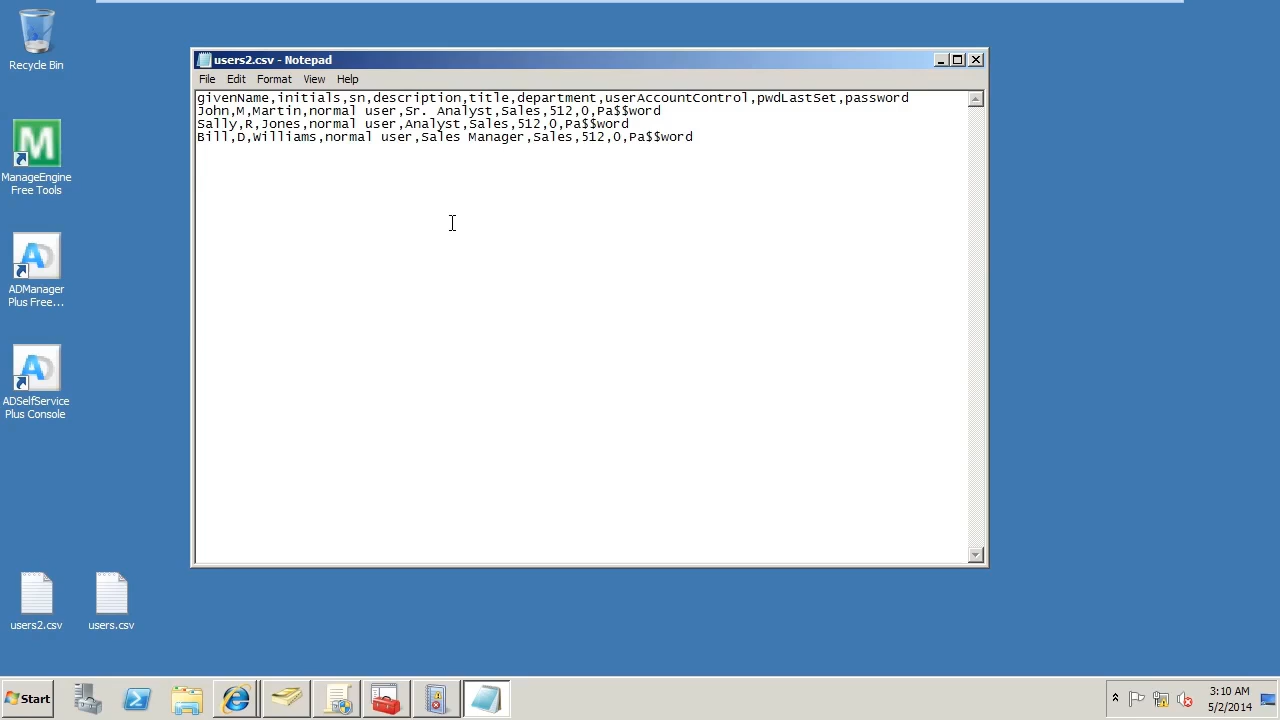 Recycle Bin
users2.csv - Notepad
File Edit Format View Help
givenName,initials,sn,description,title,department,userAccountControl,pwdLastSet,password
John,M,Martin,normal user,Sr. Analyst,Sales,512,0,Pa$$word
Sally,R,Jones,normal user,Analyst,Sales,512,0,Pa$$word
Bill,D,Williams,normal user,Sales Manager,Sales,512,0,Pa$$word
M
ManageEngine
Free Tools
AD
ADManager
Plus Free...
AD
ADSelfService
Plus Console
users2.csv
users.csv
Start
3:10 AM
5/2/2014